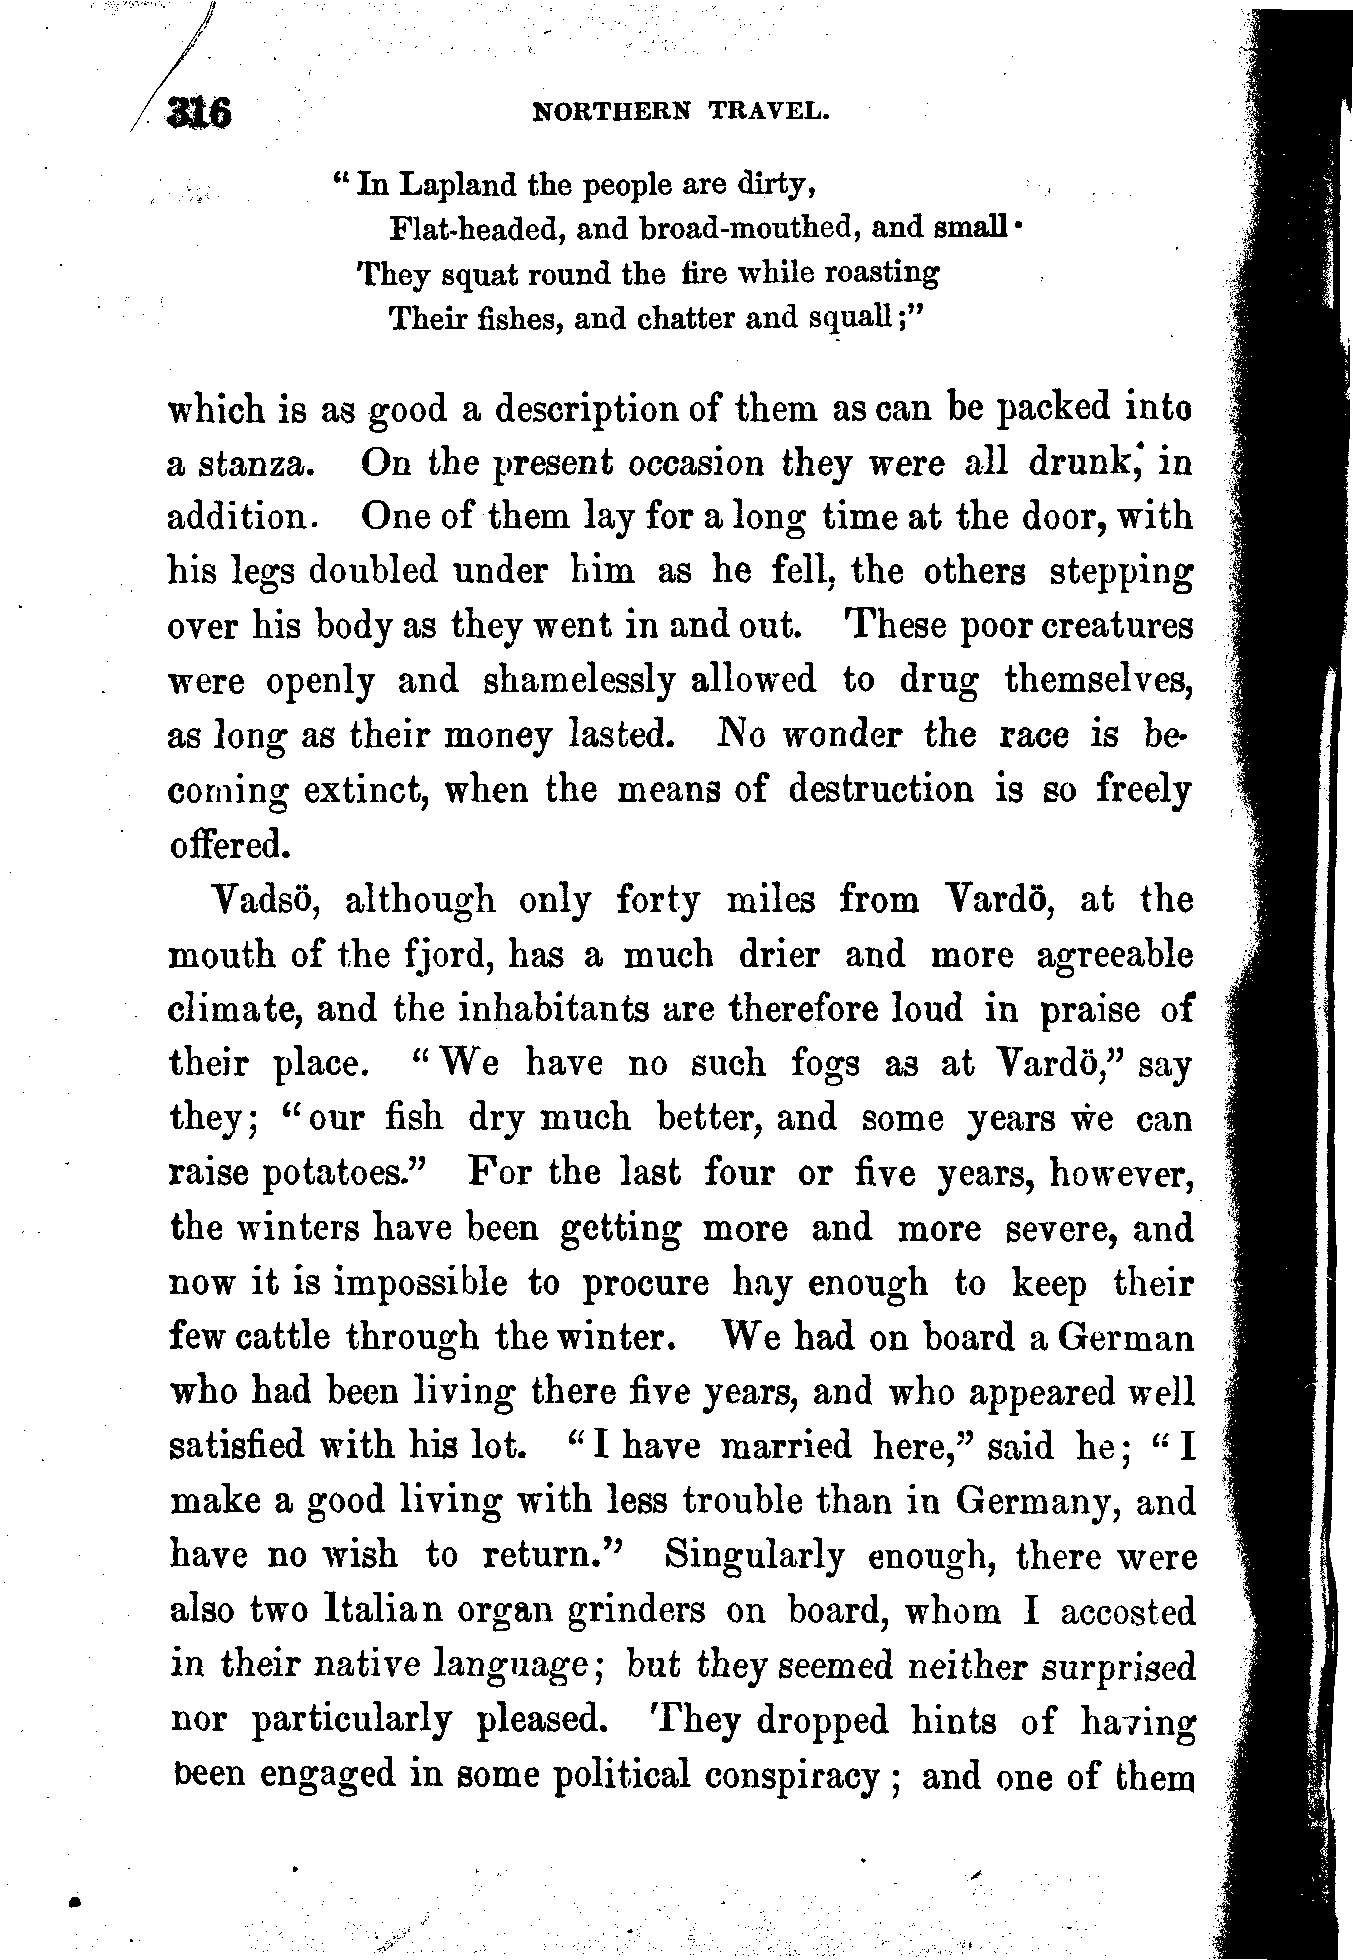 316 NORTHERN TRAVEL.
“In Lapland the people are dirty,
Flat-headed, and broad-mouthed, and small·
They squat round the fire while roasting
Their fishes, and chatter and squall;”
which is as good a description of them as can be packed into
a stanza. On the present occasion they were all drunk, in
addition. One of them lay for a long time at the door, with
his legs doubled under him as he fell, the others stepping
over his body as they went in and out. These poor creatures
were openly and shamelessly allowed to drug themselves,
as long as their money lasted. No wonder the race is be-
coming extinct, when the means of destruction is so freely
offered.
Vadsö, although only forty miles from Vardö, at the
mouth of the fjord, has a much drier and more agreeable
climate, and the inhabitants are therefore loud in praise of
their place. “We have no such fogs as at Vardö,” say
they; “our fish dry much better, and some years we can
raise potatoes.” For the last four or five years, however,
the winters have been getting more and more severe, and
now it is impossible to procure hay enough to keep their
few cattle through the winter. We had on board a German
who had been living there five years, and who appeared well
satisfied with his lot. “I have married here,” said he; “I
make a good living with less trouble than in Germany, and
have no wish to return.” Singularly enough, there were
also two Italian organ grinders on board, whom I accosted
in their native language; but they seemed neither surprised
nor particularly pleased. They dropped hints of having
been engaged in some political conspiracy; and one of them